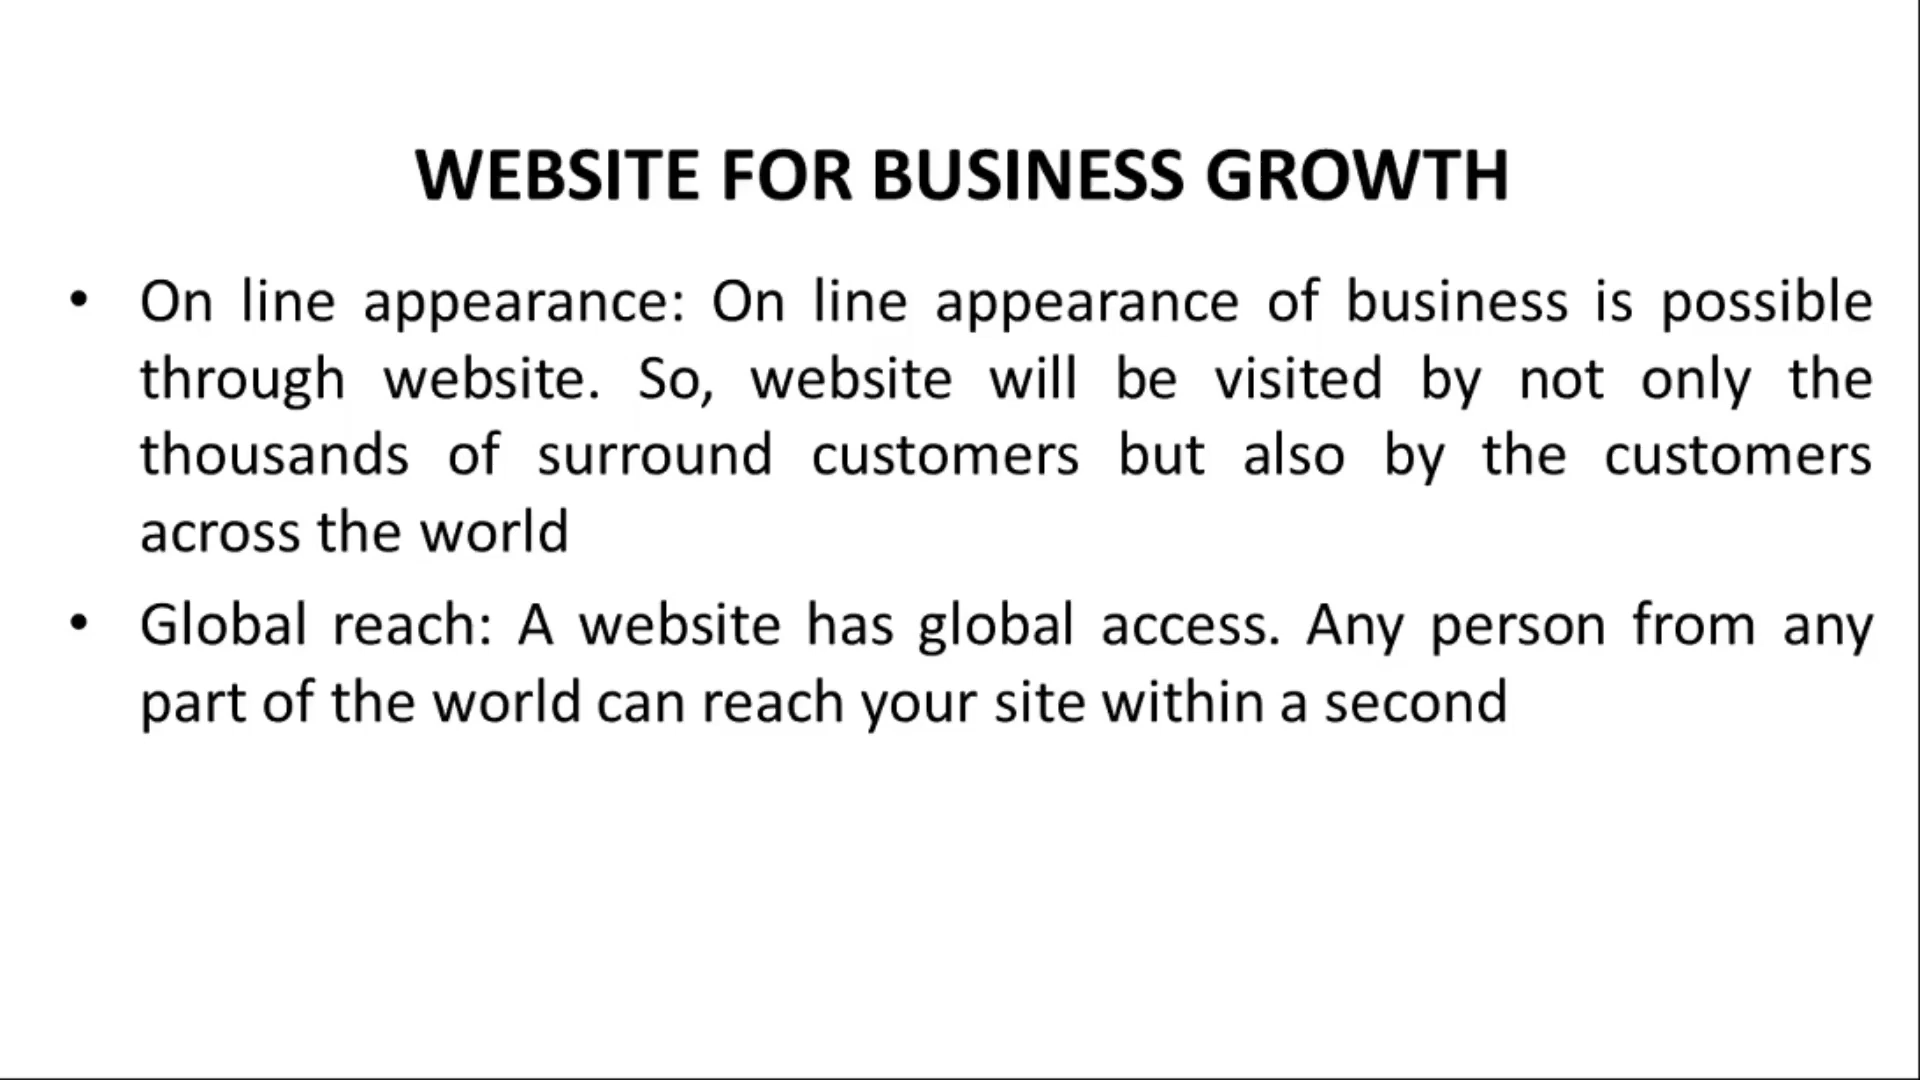 WEBSITE FOR BUSINESS GROWTH
• On line appearance: On line appearance of business is possible
through website. So, website will be visited by not only the
thousands of surround customers but also by the customers
across the world
• Global reach: A website has global access. Any person from any
part of the world can reach your site within a second